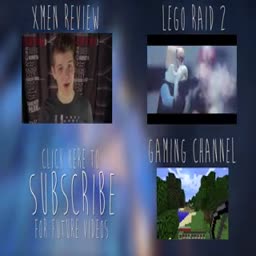 XMEN REVIEW
LEGO RAID 2
CLICK HERE TO
SUBSCRIBE
FOR FUTURE VIDEOS
GAMING CHANNEL